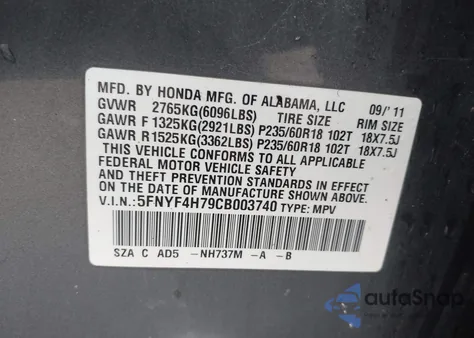 MFD. BY HONDA MFG. OF ALABAMA, LLC 09/'11
GVWR 2765KG(6096LBS) TIRE SIZE RIM SIZE
GAWR F 1325KG(2921LBS) P235/60R18 102T 18X7.5J
GAWR R1525KG(3362LBS) P235/60R18 102T 18X7.5J
THIS VEHICLE CONFORMS TO ALL APPLICABLE
FEDERAL MOTOR VEHICLE SAFETY
AND THEFT PREVENTION STANDARDS IN
EFFECT ON THE DATE OF MANUFACTURE
SHOWN ABOVE.
V.I.N.: 5FNYF4H79CB003740 TYPE: MPV
SZA C AD5 -NH737M -A -B
autoSnap